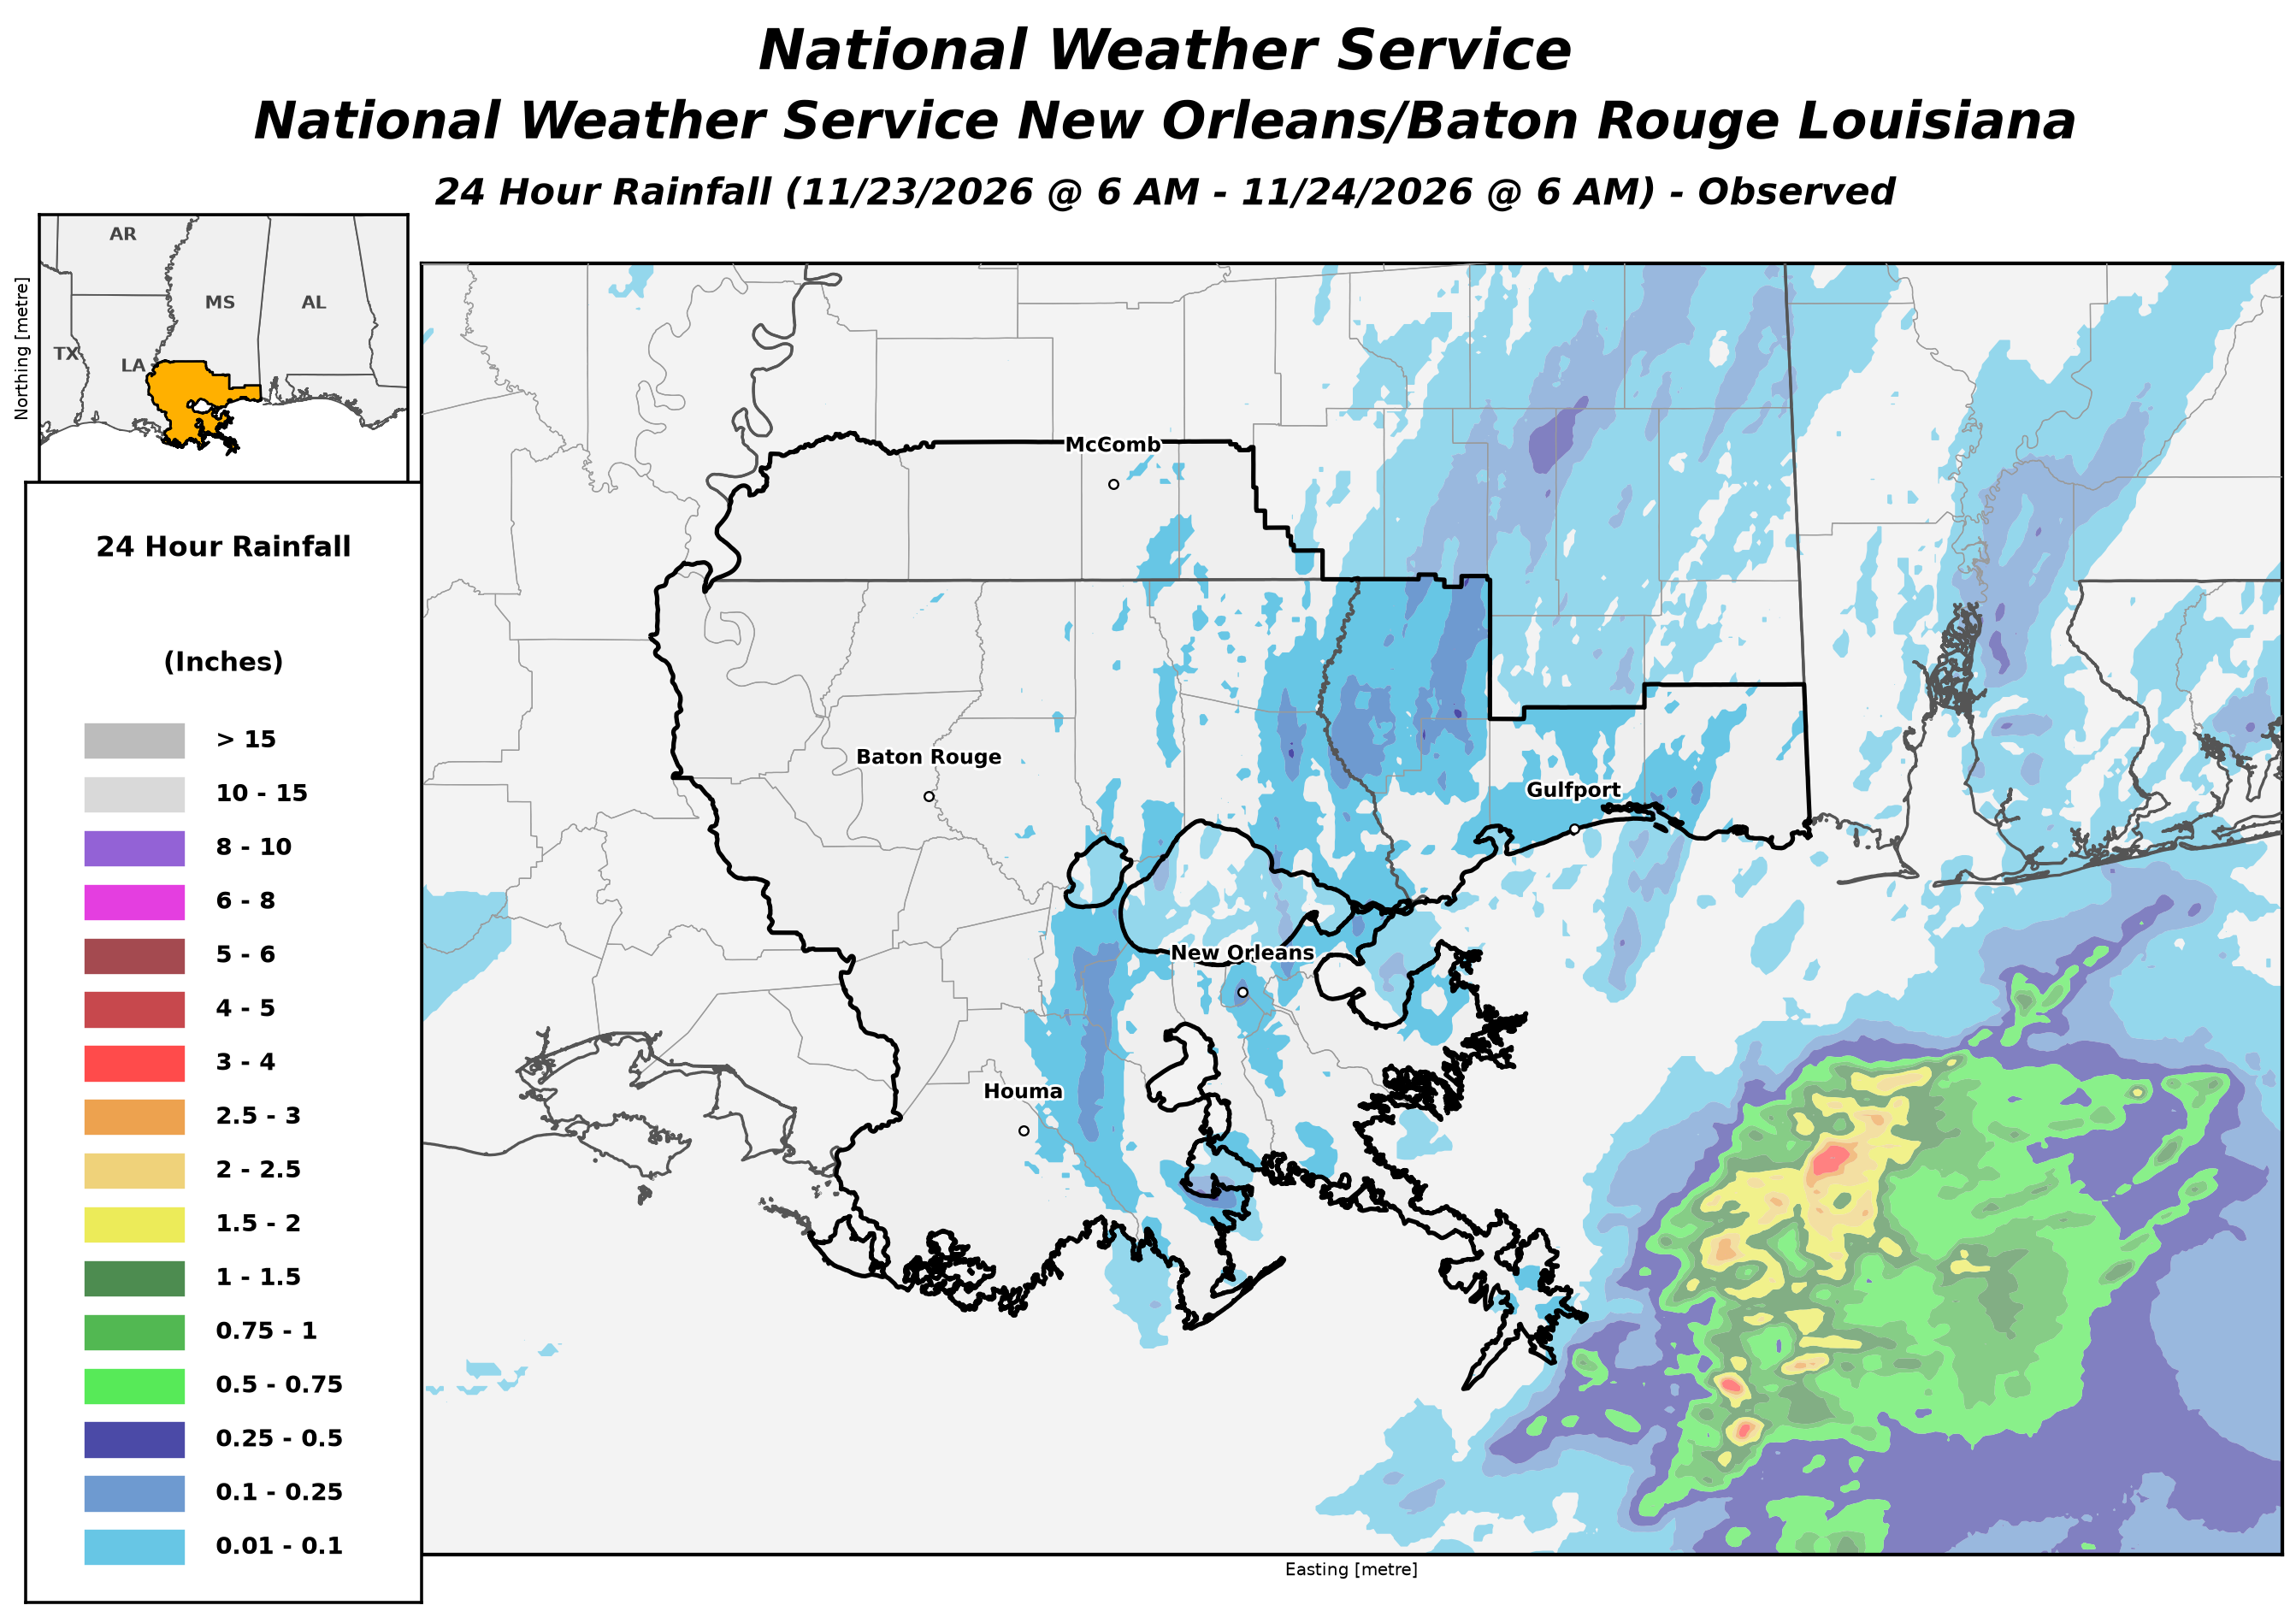 National Weather Service
National Weather Service New Orleans/Baton Rouge Louisiana
24 Hour Rainfall (11/23/2026 @ 6 AM - 11/24/2026 @ 6 AM) - Observed
Northing [metre]
AR
MS
AL
TX
LA
24 Hour Rainfall
(Inches)
> 15
10 - 15
8 - 10
6 - 8
5 - 6
4 - 5
3 - 4
2.5 - 3
2 - 2.5
1.5 - 2
1 - 1.5
0.75 - 1
0.5 - 0.75
0.25 - 0.5
0.1 - 0.25
0.01 - 0.1
McComb
Baton Rouge
Gulfport
New Orleans
Houma
Easting [metre]